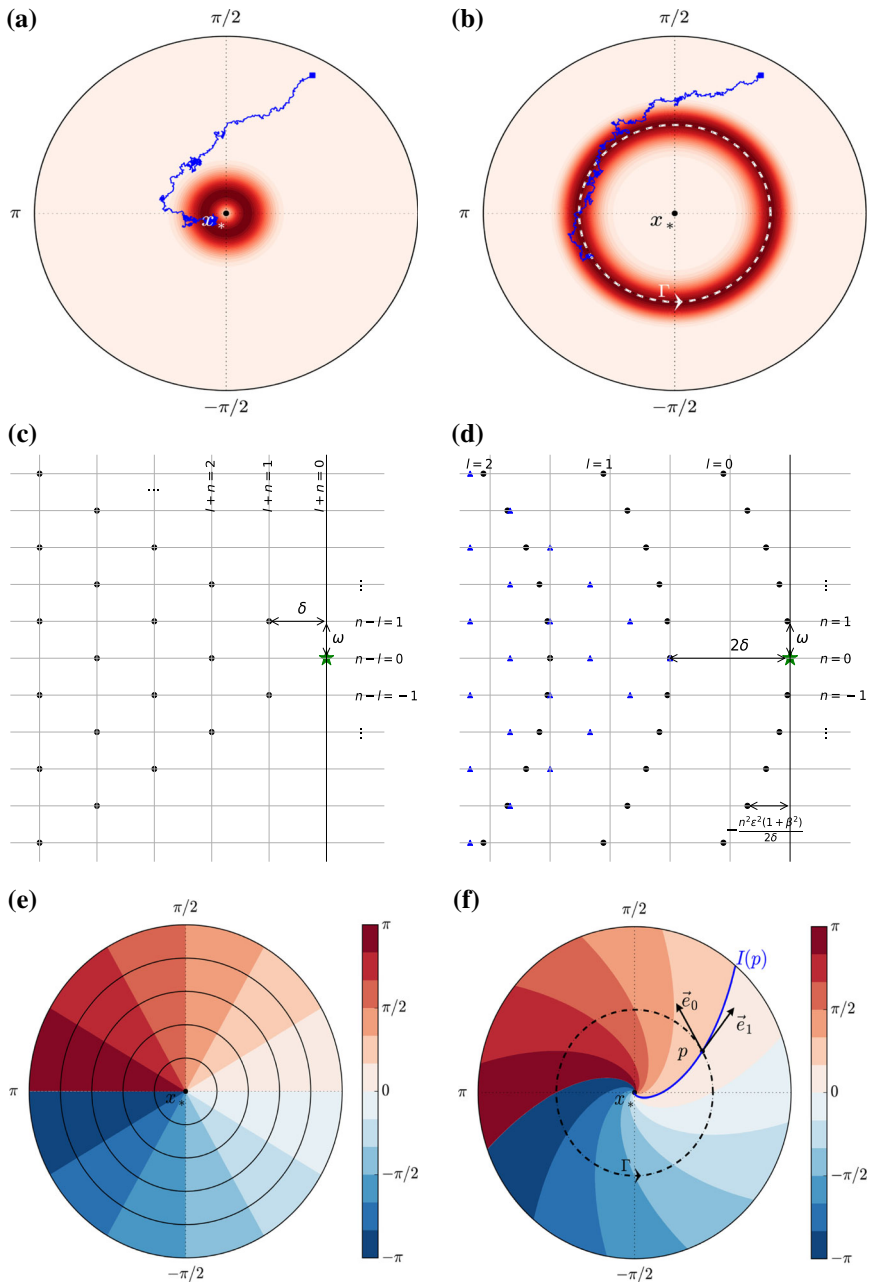 (a)
π/2
π
x*
−π/2
(b)
π/2
π
x*
Γ
−π/2
(c)
...
l + n = 2
l + n = 1
l + n = 0
⋮
δ
n − l = 1
ω
n − l = 0
n − l = −1
⋮
(d)
l = 2
l = 1
l = 0
⋮
n = 1
ω
2δ
n = 0
n = −1
⋮
−n²ε²(1 + β²)/2δ
(e)
π/2
π
x*
−π/2
π
π/2
0
−π/2
−π
(f)
π/2
I(p)
e⃗₀
e⃗₁
p
π
x*
Γ
−π/2
π
π/2
0
−π/2
−π